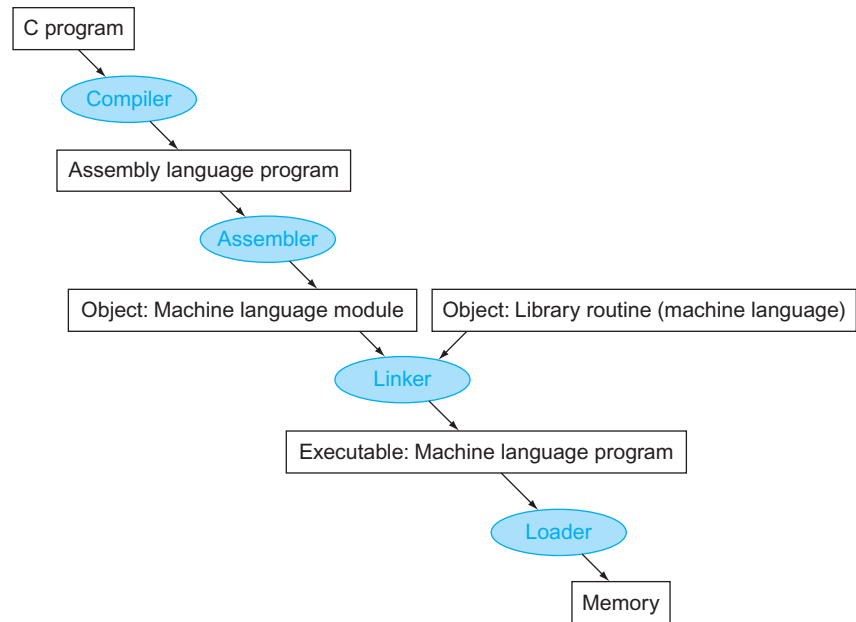 C program
Compiler
Assembly language program
Assembler
Object: Machine language module
Object: Library routine (machine language)
Linker
Executable: Machine language program
Loader
Memory